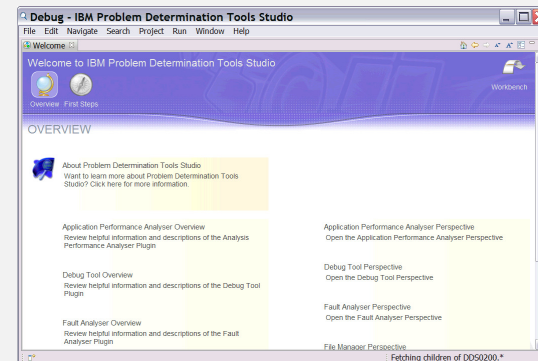 Debug - IBM Problem Determination Tools Studio
File Edit Navigate Search Project Run Window Help
Welcome
Welcome to IBM Problem Determination Tools Studio
Overview First Steps
Workbench
OVERVIEW
About Problem Determination Tools Studio
Want to learn more about Problem Determination Tools
Studio? Click here for more information.
Application Performance Analyser Overview
Review helpful information and descriptions of the Analysis
Performance Analyser Plugin
Application Performance Analyser Perspective
Open the Application Performance Analyser Perspective
Debug Tool Overview
Review helpful information and descriptions of the Debug Tool
Plugin
Debug Tool Perspective
Open the Debug Tool Perspective
Fault Analyser Overview
Review helpful information and descriptions of the Fault
Analyser Plugin
Fault Analyser Perspective
Open the Fault Analyser Perspective
File Manager Perspective
Fetching children of DDS0200.*